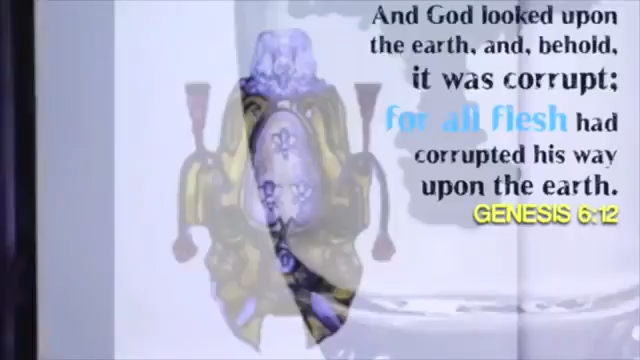 And God looked upon
the earth, and, behold,
it was corrupt;
for all flesh had
corrupted his way
upon the earth.
GENESIS 6:12